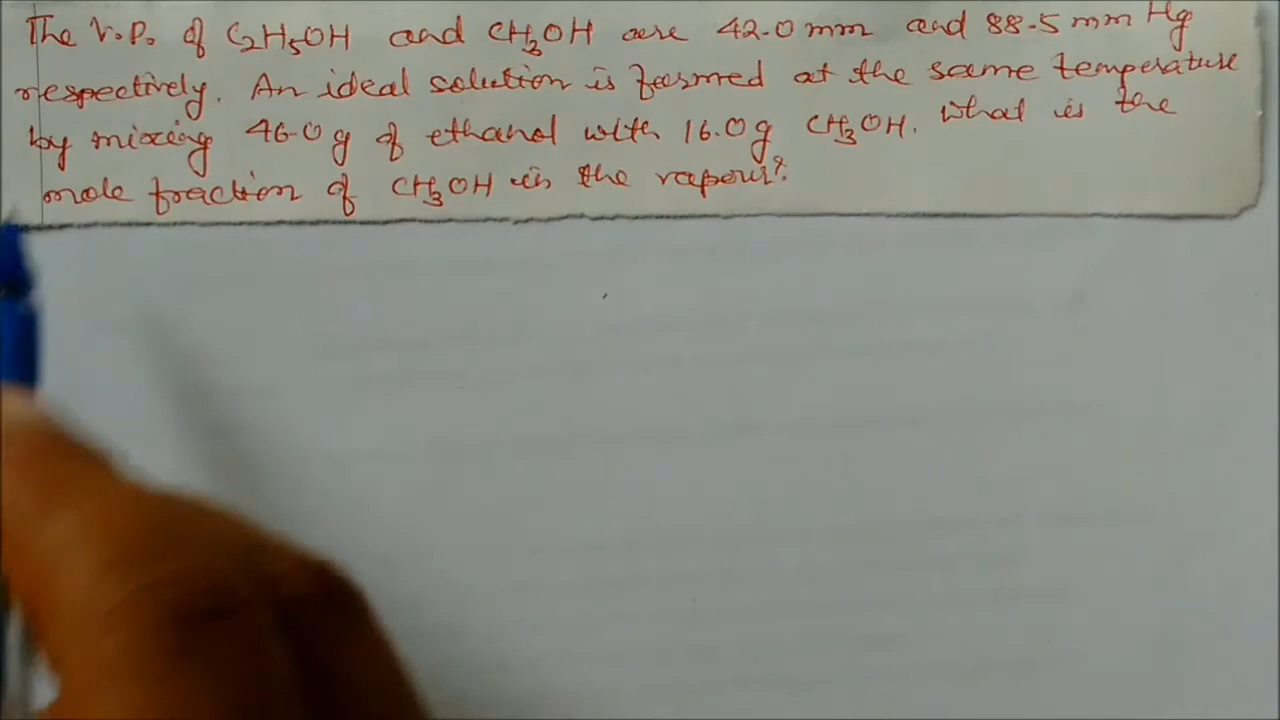 The V.P. of C2H5OH and CH3OH are 42.0 mm and 88.5 mm Hg
respectively. An ideal solution is formed at the same temperature
by mixing 46.0 g of ethanol with 16.0 g CH3OH. What is the
mole fraction of CH3OH in the vapour?